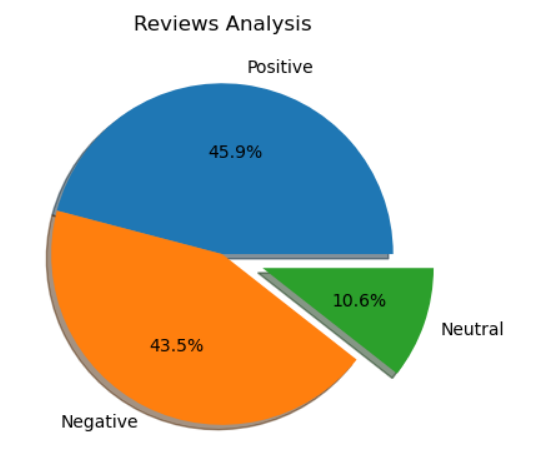 Reviews Analysis
Positive
45.9%
10.6%
Neutral
43.5%
Negative